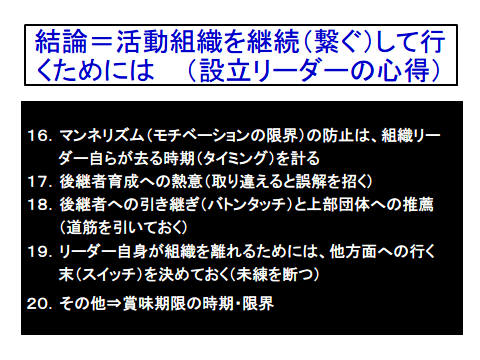 結論＝活動組織を継続（繋ぐ）して行
くためには　（設立リーダーの心得）
１６．マンネリズム（モチベーションの限界）の防止は、組織リー
ダー自らが去る時期（タイミング）を計る
１７．後継者育成への熱意（取り違えると誤解を招く）
１８．後継者への引き継ぎ（バトンタッチ）と上部団体への推薦
（道筋を引いておく）
１９．リーダー自身が組織を離れるためには、他方面への行く
末（スイッチ）を決めておく（未練を断つ）
２０．その他⇒賞味期限の時期・限界